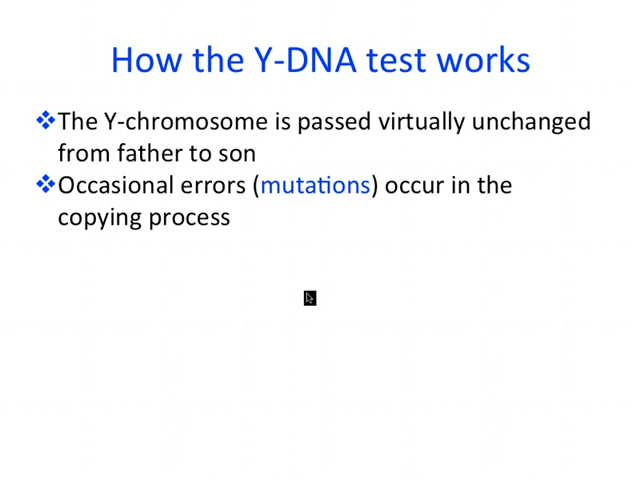 How the Y-DNA test works
❖The Y-chromosome is passed virtually unchanged
from father to son
❖Occasional errors (mutations) occur in the
copying process